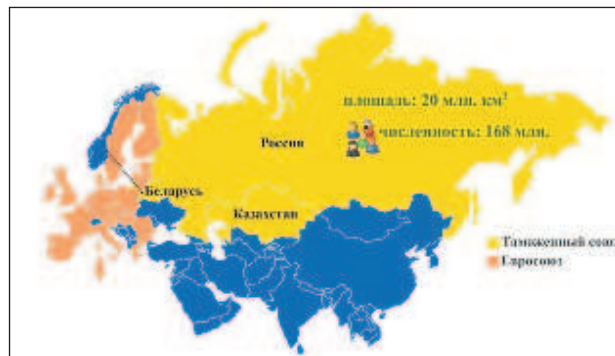 площадь: 20 млн. км²
численность: 168 млн.
Россия
Беларусь
Казахстан
Таможенный союз
Евросоюз